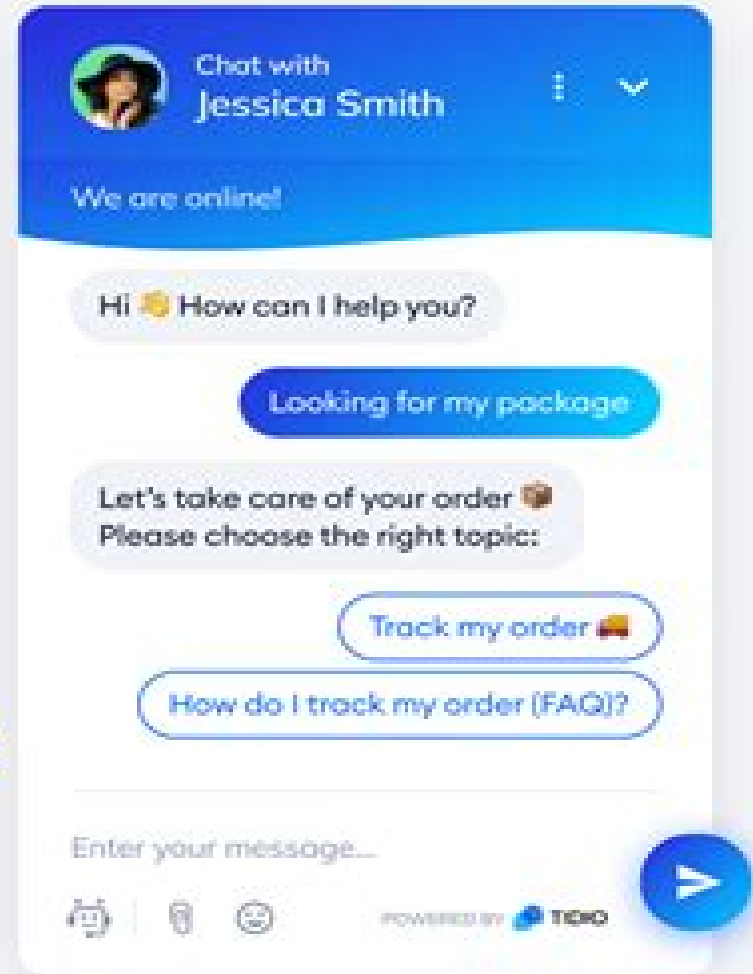 Chat with
Jessica Smith
We are online!
Hi 👋 How can I help you?
Looking for my package
Let's take care of your order 📦
Please choose the right topic:
Track my order 🚚
How do I track my order (FAQ)?
Enter your message...
POWERED BY TIDIO